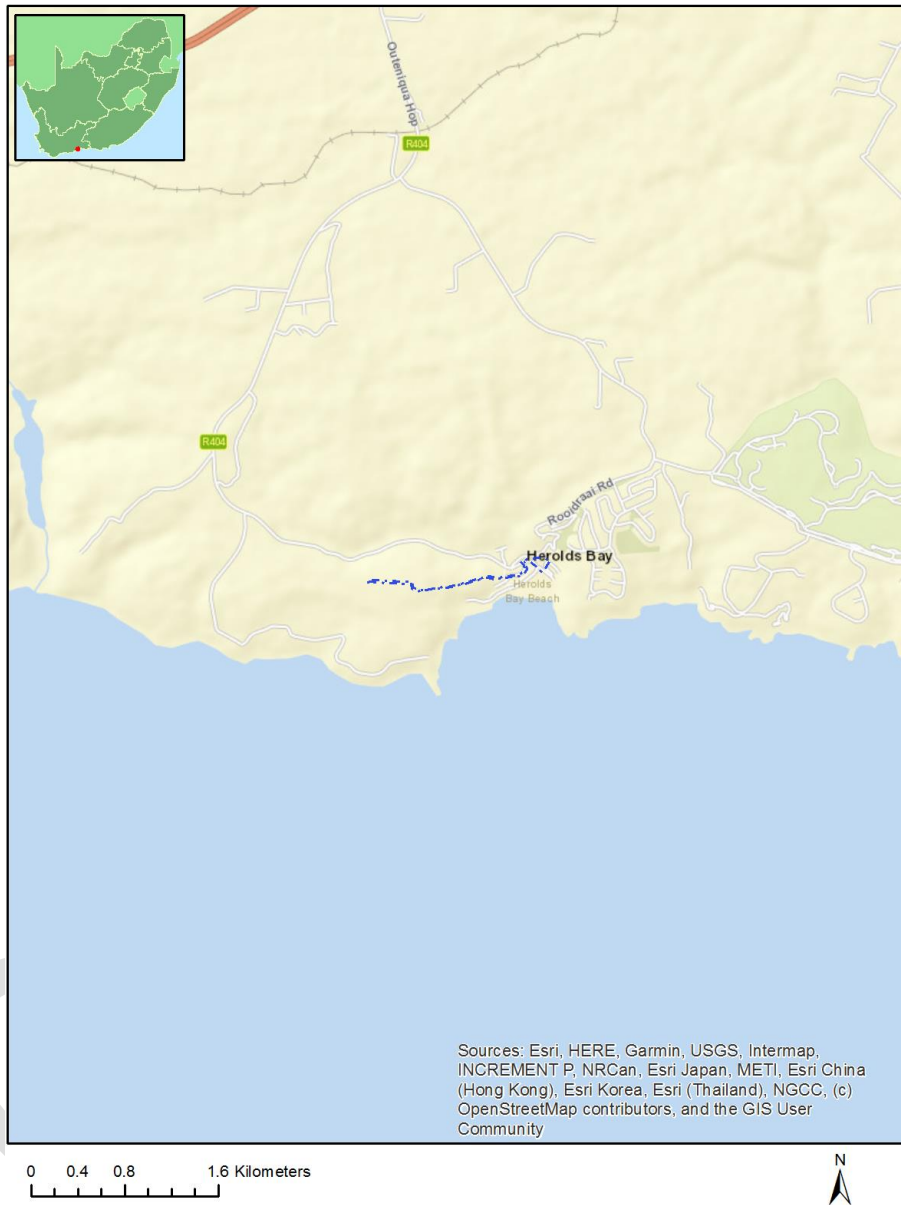 Outeniqua Hop
R404
R404
Rooidraai Rd
Herolds Bay
Herolds
Bay Beach
Sources: Esri, HERE, Garmin, USGS, Intermap,
INCREMENT P, NRCan, Esri Japan, METI, Esri China
(Hong Kong), Esri Korea, Esri (Thailand), NGCC, (c)
OpenStreetMap contributors, and the GIS User
Community
0 0.4 0.8 1.6 Kilometers
N